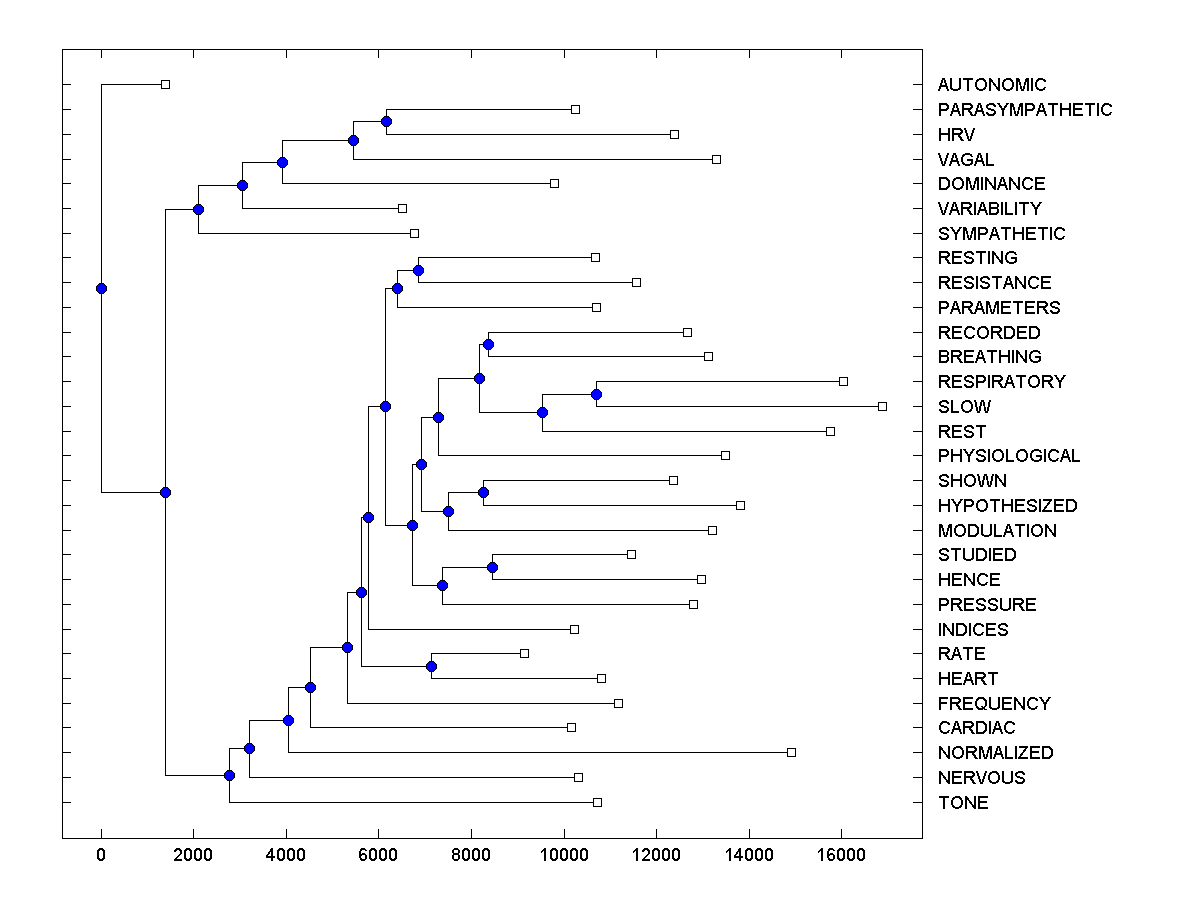 AUTONOMIC
PARASYMPATHETIC
HRV
VAGAL
DOMINANCE
VARIABILITY
SYMPATHETIC
RESTING
RESISTANCE
PARAMETERS
RECORDED
BREATHING
RESPIRATORY
SLOW
REST
PHYSIOLOGICAL
SHOWN
HYPOTHESIZED
MODULATION
STUDIED
HENCE
PRESSURE
INDICES
RATE
HEART
FREQUENCY
CARDIAC
NORMALIZED
NERVOUS
TONE
0 2000 4000 6000 8000 10000 12000 14000 16000